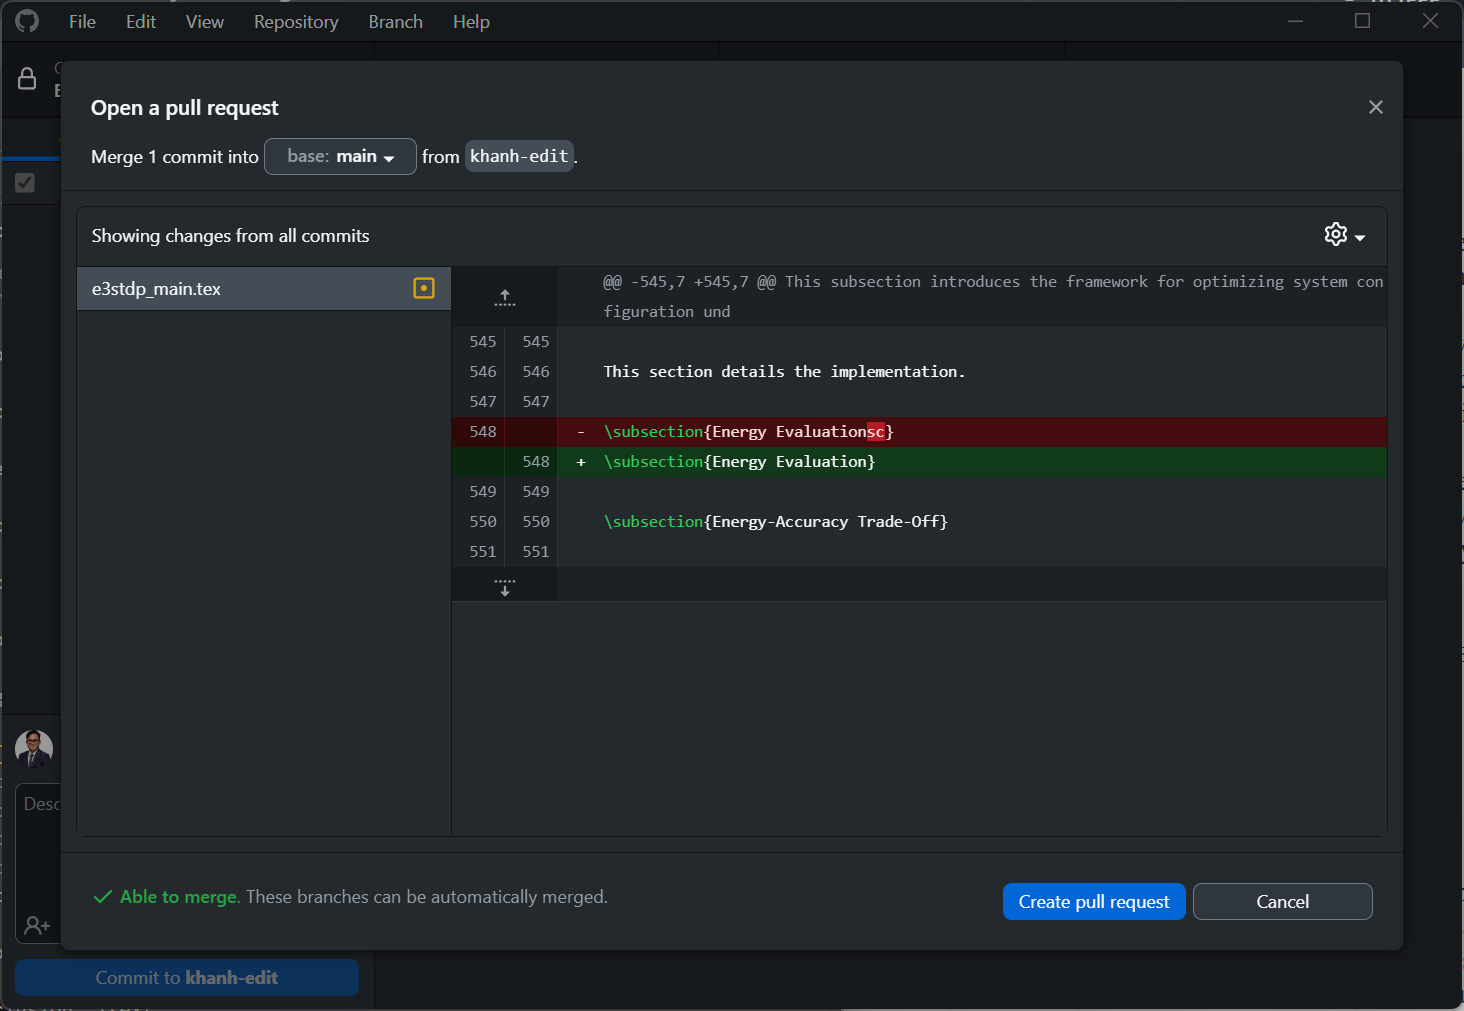 File Edit View Repository Branch Help
Open a pull request
Merge 1 commit into base: main from khanh-edit.
Showing changes from all commits
e3stdp_main.tex
@@ -545,7 +545,7 @@ This subsection introduces the framework for optimizing system con
figuration und
545 545
546 546 This section details the implementation.
547 547
548 - \subsection{Energy Evaluationsc}
548 + \subsection{Energy Evaluation}
549 549
550 550 \subsection{Energy-Accuracy Trade-Off}
551 551
Desc
Able to merge. These branches can be automatically merged.
Create pull request Cancel
Commit to khanh-edit